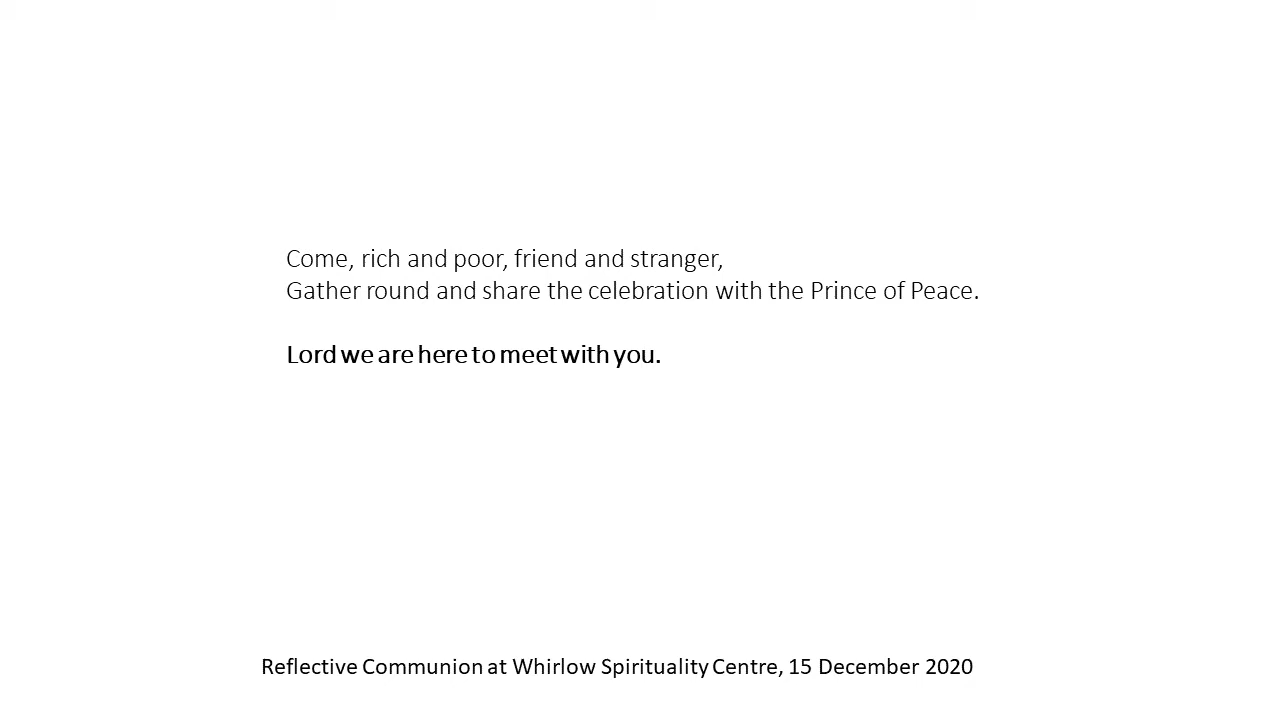 Come, rich and poor, friend and stranger,
Gather round and share the celebration with the Prince of Peace.
Lord we are here to meet with you.
Reflective Communion at Whirlow Spirituality Centre, 15 December 2020